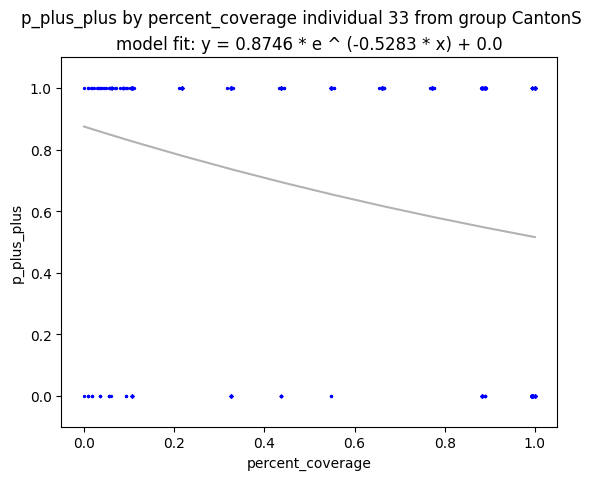 p_plus_plus by percent_coverage individual 33 from group CantonS
model fit: y = 0.8746 * e ^ (-0.5283 * x) + 0.0
1.0
0.8
0.6
0.4
0.2
0.0
p_plus_plus
0.0 0.2 0.4 0.6 0.8 1.0
percent_coverage